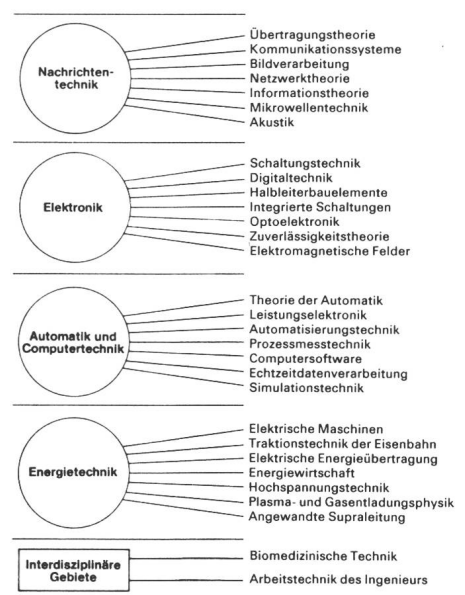 Nachrichten-
technik
Übertragungstheorie
Kommunikationssysteme
Bildverarbeitung
Netzwerktheorie
Informationstheorie
Mikrowellentechnik
Akustik
Elektronik
Schaltungstechnik
Digitaltechnik
Halbleiterbauelemente
Integrierte Schaltungen
Optoelektronik
Zuverlässigkeitstheorie
Elektromagnetische Felder
Automatik und
Computertechnik
Theorie der Automatik
Leistungselektronik
Automatisierungstechnik
Prozessmesstechnik
Computersoftware
Echtzeitdatenverarbeitung
Simulationstechnik
Energietechnik
Elektrische Maschinen
Traktionstechnik der Eisenbahn
Elektrische Energieübertragung
Energiewirtschaft
Hochspannungstechnik
Plasma- und Gasentladungsphysik
Angewandte Supraleitung
Interdisziplinäre
Gebiete
Biomedizinische Technik
Arbeitstechnik des Ingenieurs